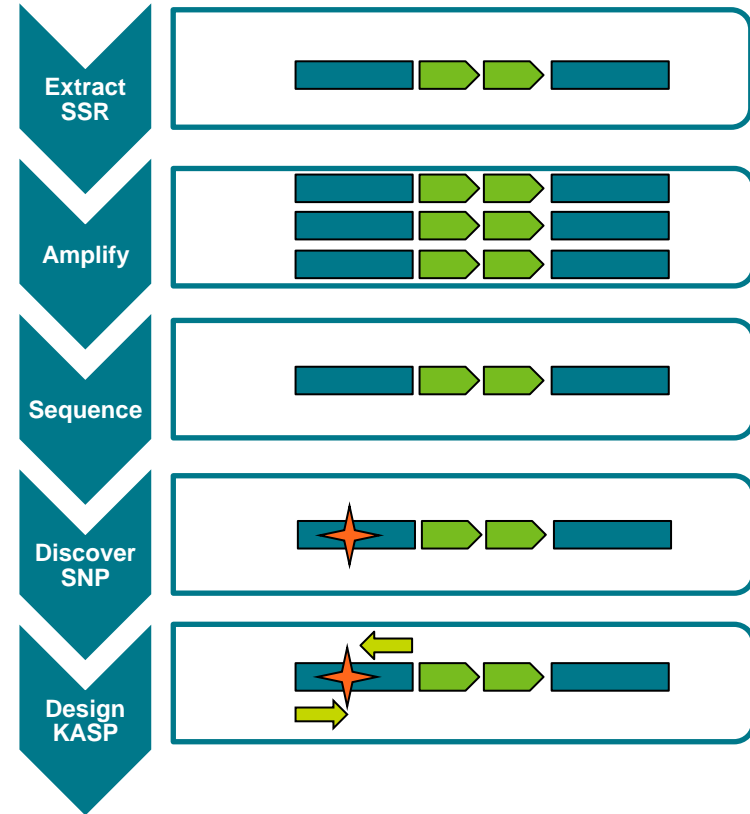 Extract
SSR
Amplify
Sequence
Discover
SNP
Design
KASP